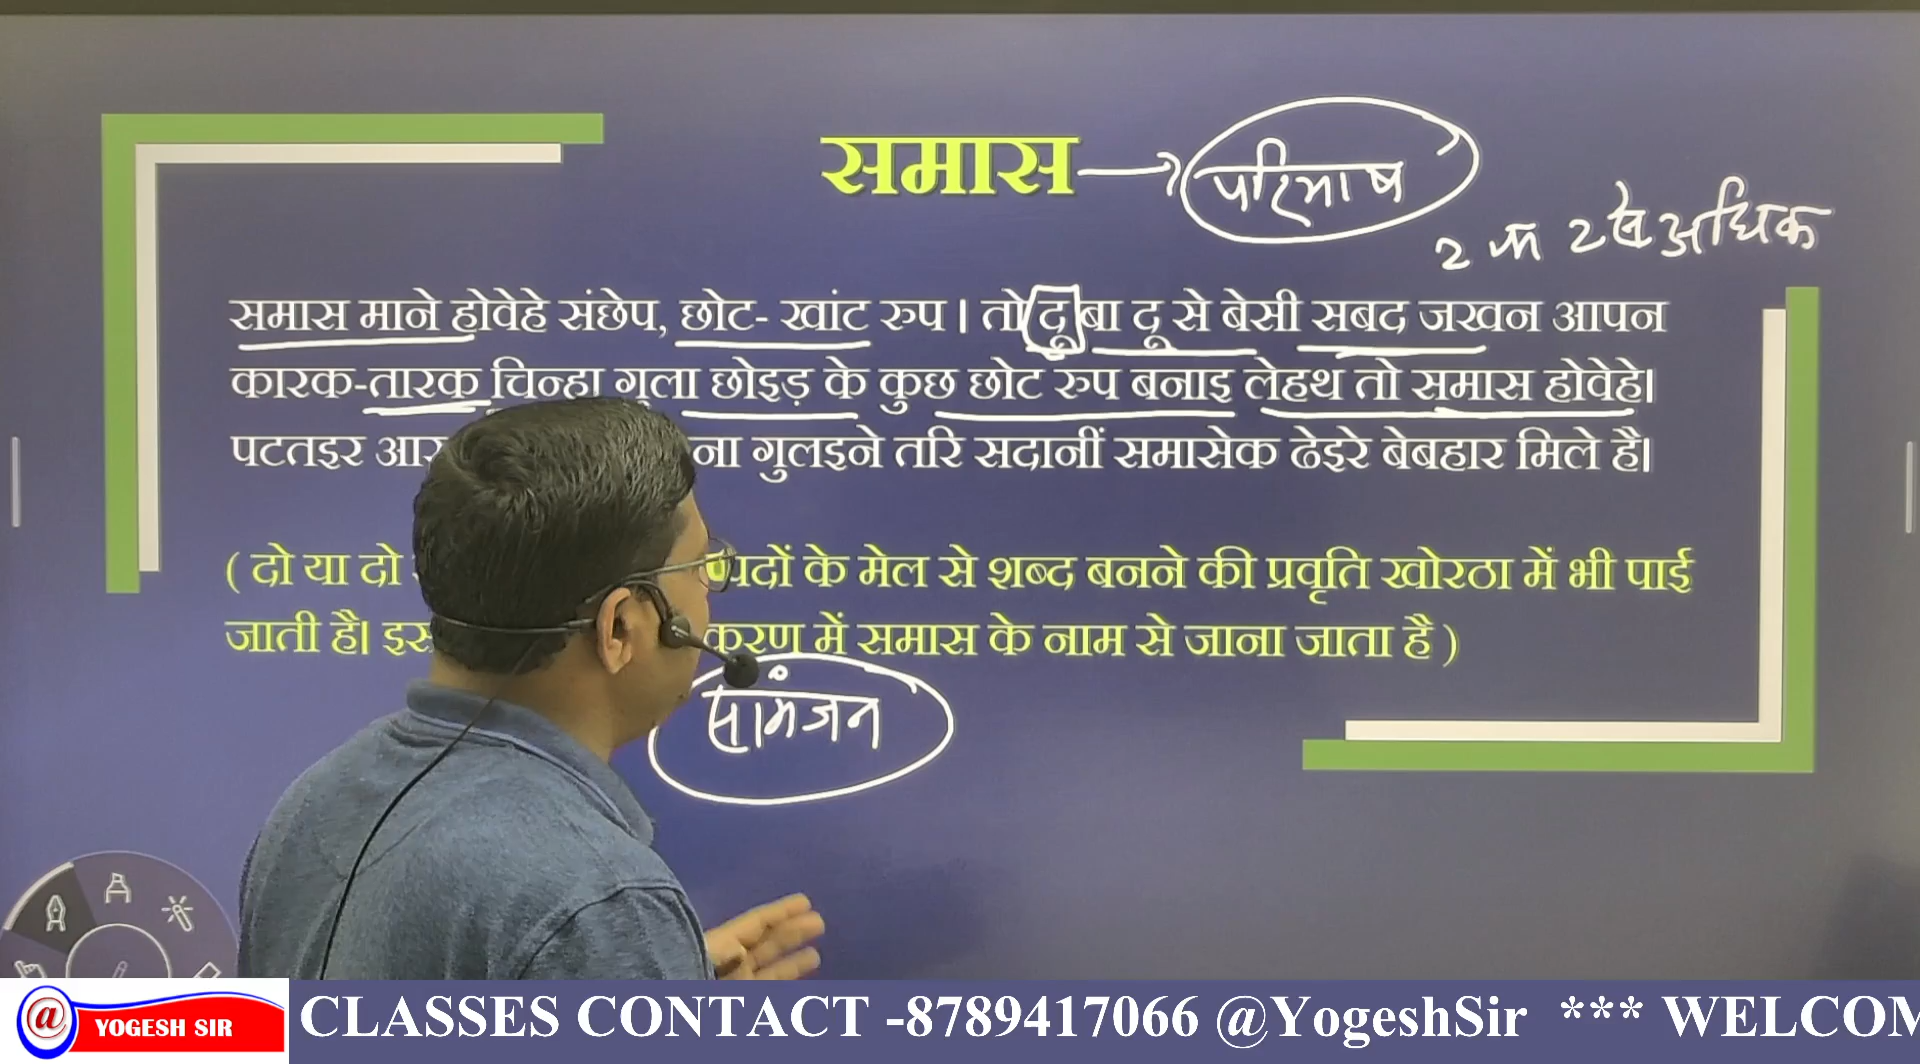 समास
परिभाष
2 या 2 से अधिक
समास माने होवेहे संछेप, छोट- खांट रुप । तो दू बा दू से बेसी सबद जखन आपन
कारक-तारक चिन्हा गुला छोइड़ के कुछ छोट रुप बनाइ लेहथ तो समास होवेहे।
पटतइर आर ना गुलइने तरि सदानीं समासेक ढेइरे बेबहार मिले है।
( दो या दो पदों के मेल से शब्द बनने की प्रवृति खोरठा में भी पाई
जाती है। इस करण में समास के नाम से जाना जाता है )
सामंजन
@ YOGESH SIR CLASSES CONTACT -8789417066 @YogeshSir *** WELCOM